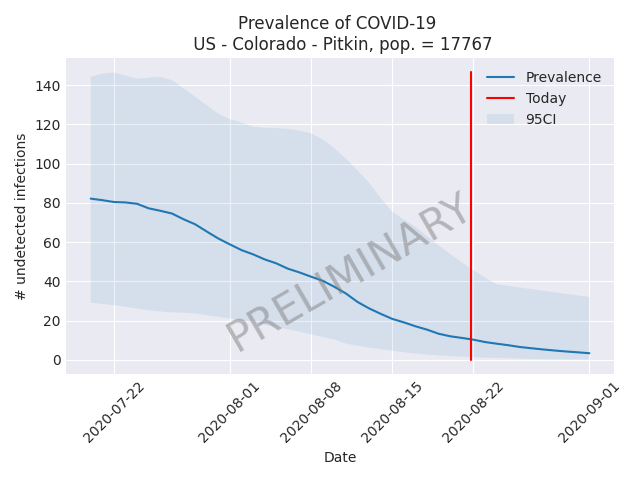 Prevalence of COVID-19
US - Colorado - Pitkin, pop. = 17767
Prevalence
Today
95CI
# undetected infections
140
120
100
80
60
40
20
0
PRELIMINARY
2020-07-22
2020-08-01
2020-08-08
2020-08-15
2020-08-22
2020-09-01
Date